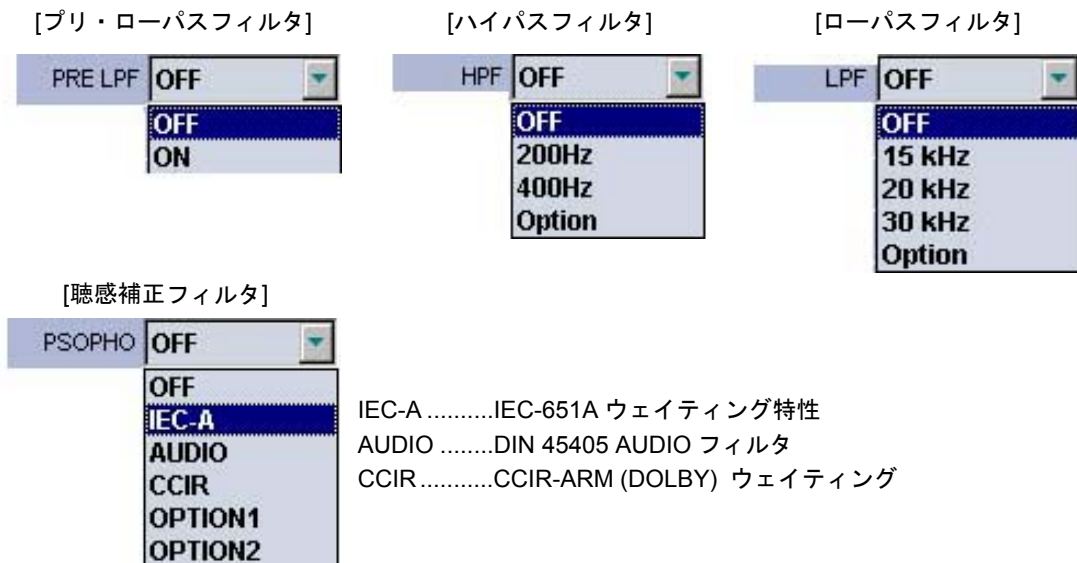 [プリ・ローパスフィルタ] [ハイパスフィルタ] [ローパスフィルタ]
PRE LPF OFF
OFF
ON
HPF OFF
OFF
200Hz
400Hz
Option
LPF OFF
OFF
15 kHz
20 kHz
30 kHz
Option
[聴感補正フィルタ]
PSOPHO OFF
OFF
IEC-A
AUDIO
CCIR
OPTION1
OPTION2
IEC-A ..........IEC-651A ウェイティング特性
AUDIO ........DIN 45405 AUDIO フィルタ
CCIR...........CCIR-ARM (DOLBY) ウェイティング